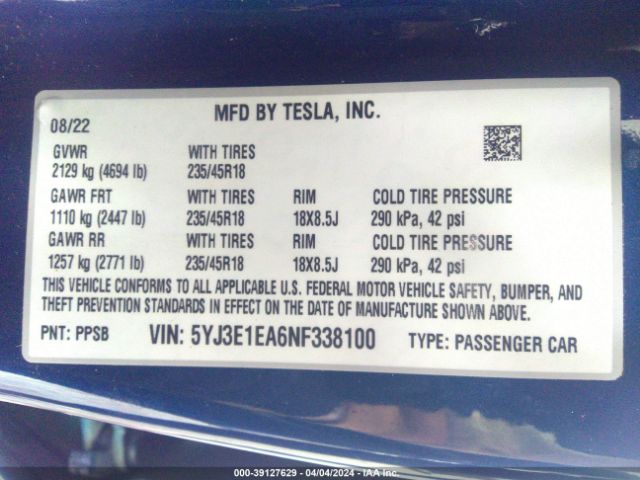 MFD BY TESLA, INC.
08/22
GVWR WITH TIRES
2129 kg (4694 lb) 235/45R18
GAWR FRT WITH TIRES RIM COLD TIRE PRESSURE
1110 kg (2447 lb) 235/45R18 18X8.5J 290 kPa, 42 psi
GAWR RR WITH TIRES COLD TIRE PRESSURE
1257 kg (2771 lb) 235/45R18 18X8.5J 290 kPa, 42 psi
THIS VEHICLE CONFORMS TO ALL APPLICABLE U.S. FEDERAL MOTOR VEHICLE SAFETY, BUMPER, AND
THEFT PREVENTION STANDARDS IN EFFECT ON THE DATE OF MANUFACTURE SHOWN ABOVE.
PNT: PPSB VIN: 5YJ3E1EA6NF338100 TYPE: PASSENGER CAR
000-39127629 - 04/04/2024 - IAA Inc.